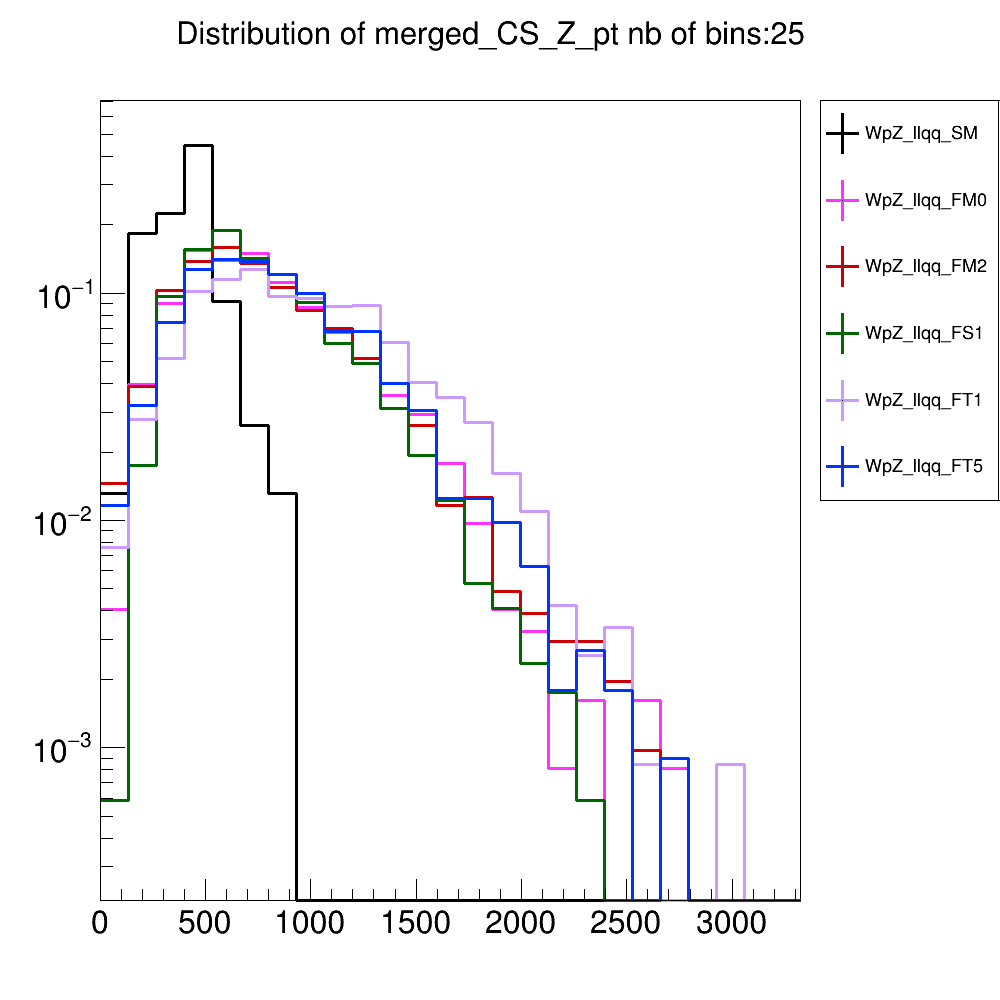 Distribution of merged_CS_Z_pt nb of bins:25
WpZ_llqq_SM
WpZ_llqq_FM0
WpZ_llqq_FM2
WpZ_llqq_FS1
WpZ_llqq_FT1
WpZ_llqq_FT5
10⁻¹
10⁻²
10⁻³
0 500 1000 1500 2000 2500 3000